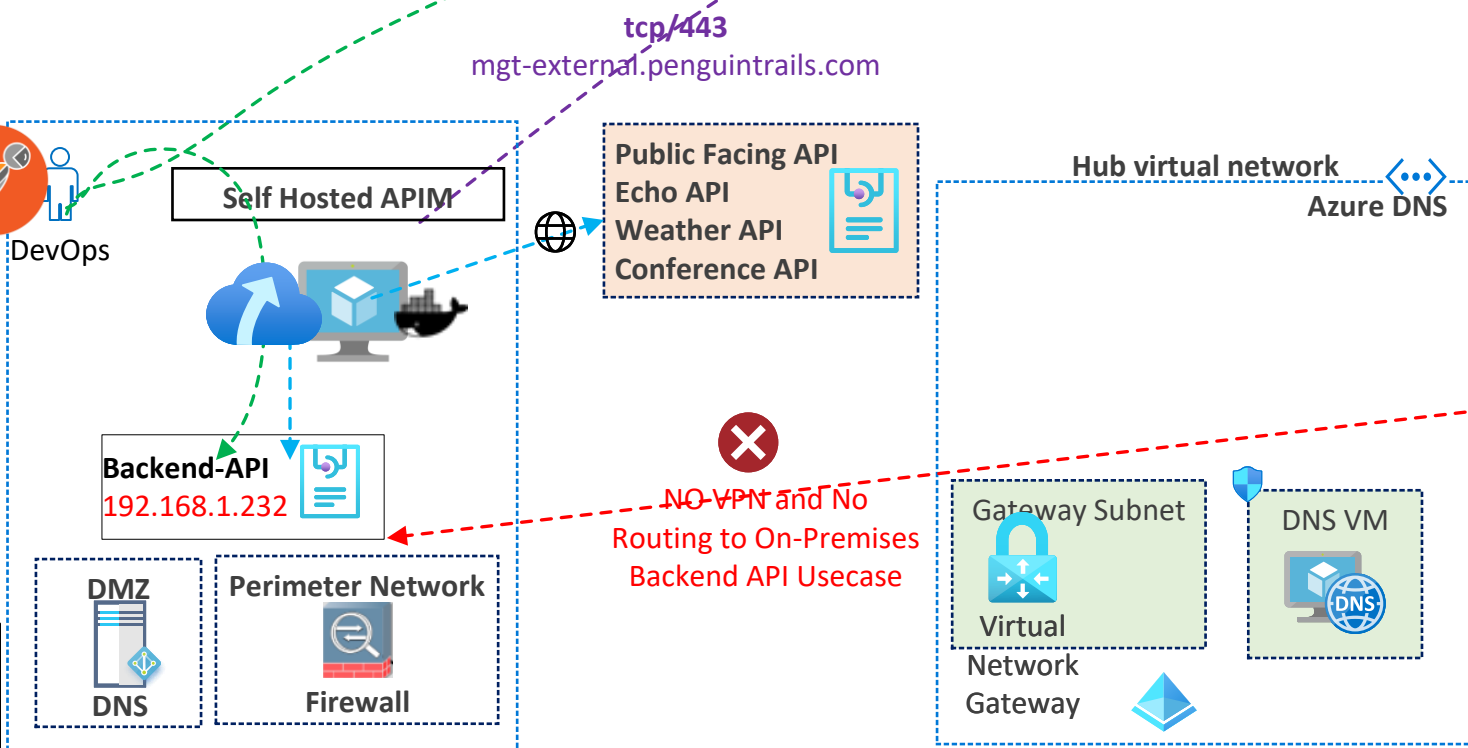 tcp/443
mgt-external.penguintrails.com
Self Hosted APIM
DevOps
Public Facing API
Echo API
Weather API
Conference API
Hub virtual network
Azure DNS
Backend-API
192.168.1.232
NO VPN and No
Routing to On-Premises
Backend API Usecase
Gateway Subnet
Virtual
Network
Gateway
DNS VM
DNS
DMZ
DNS
Perimeter Network
Firewall